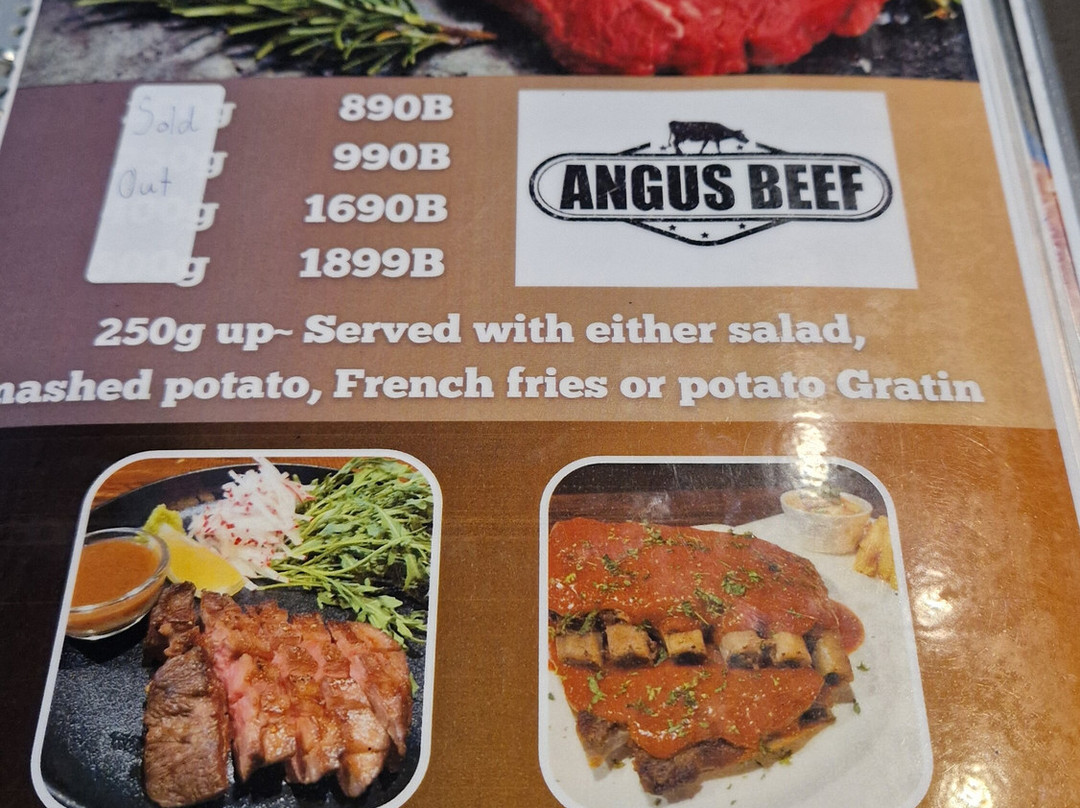 Sold
Out
890B
990B
1690B
1899B
ANGUS BEEF
250g up~ Served with either salad,
potato, French fries or potato Gratin